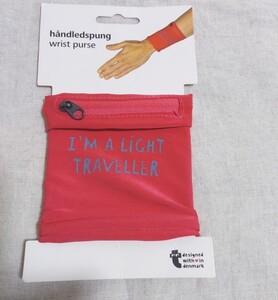 håndledspung
wrist purse
I'M A LIGHT
TRAVELLER
designed
with ♥ in
denmark